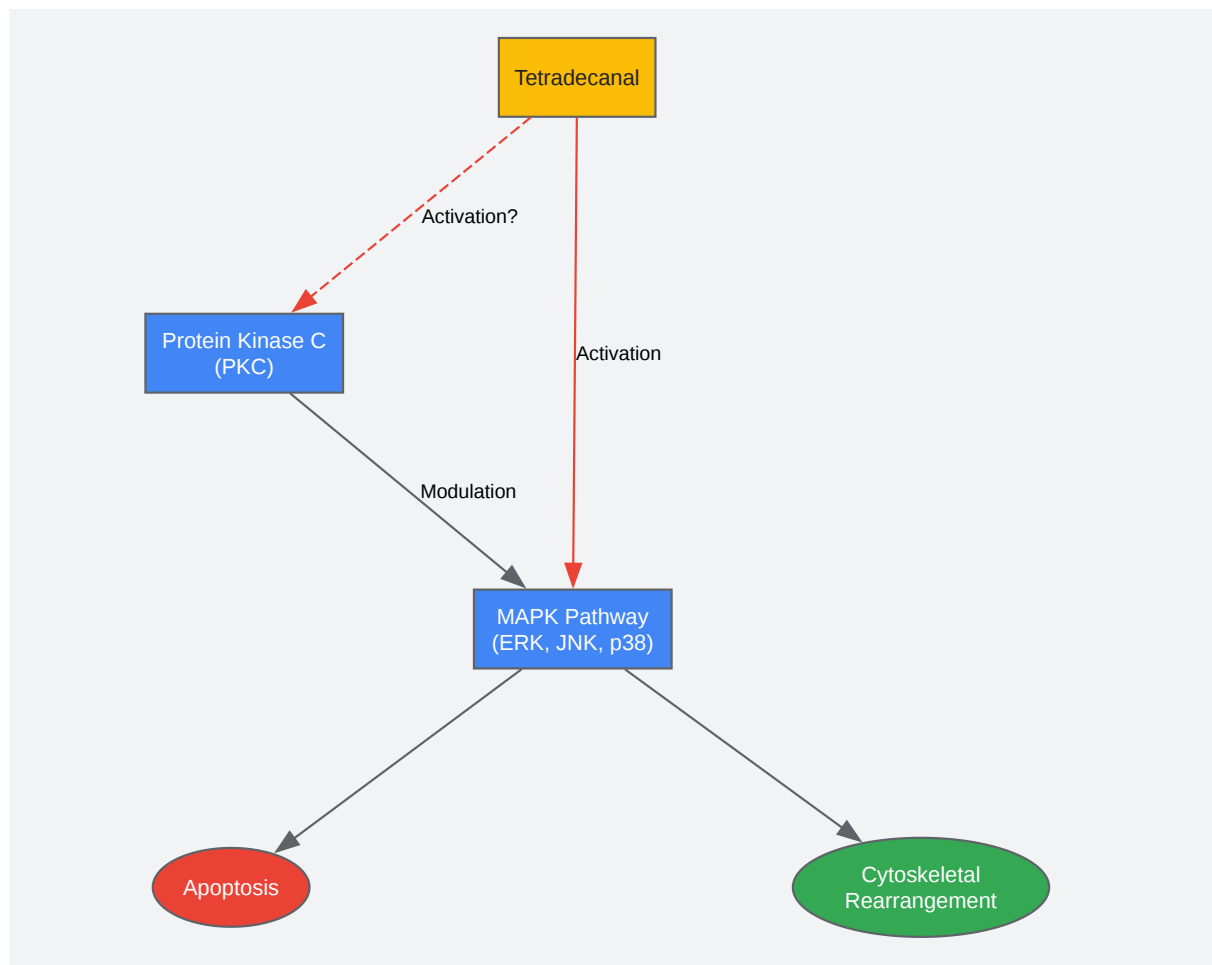 Tetradecanal
Activation?
Protein Kinase C
(PKC)
Activation
Modulation
MAPK Pathway
(ERK, JNK, p38)
Apoptosis
Cytoskeletal
Rearrangement